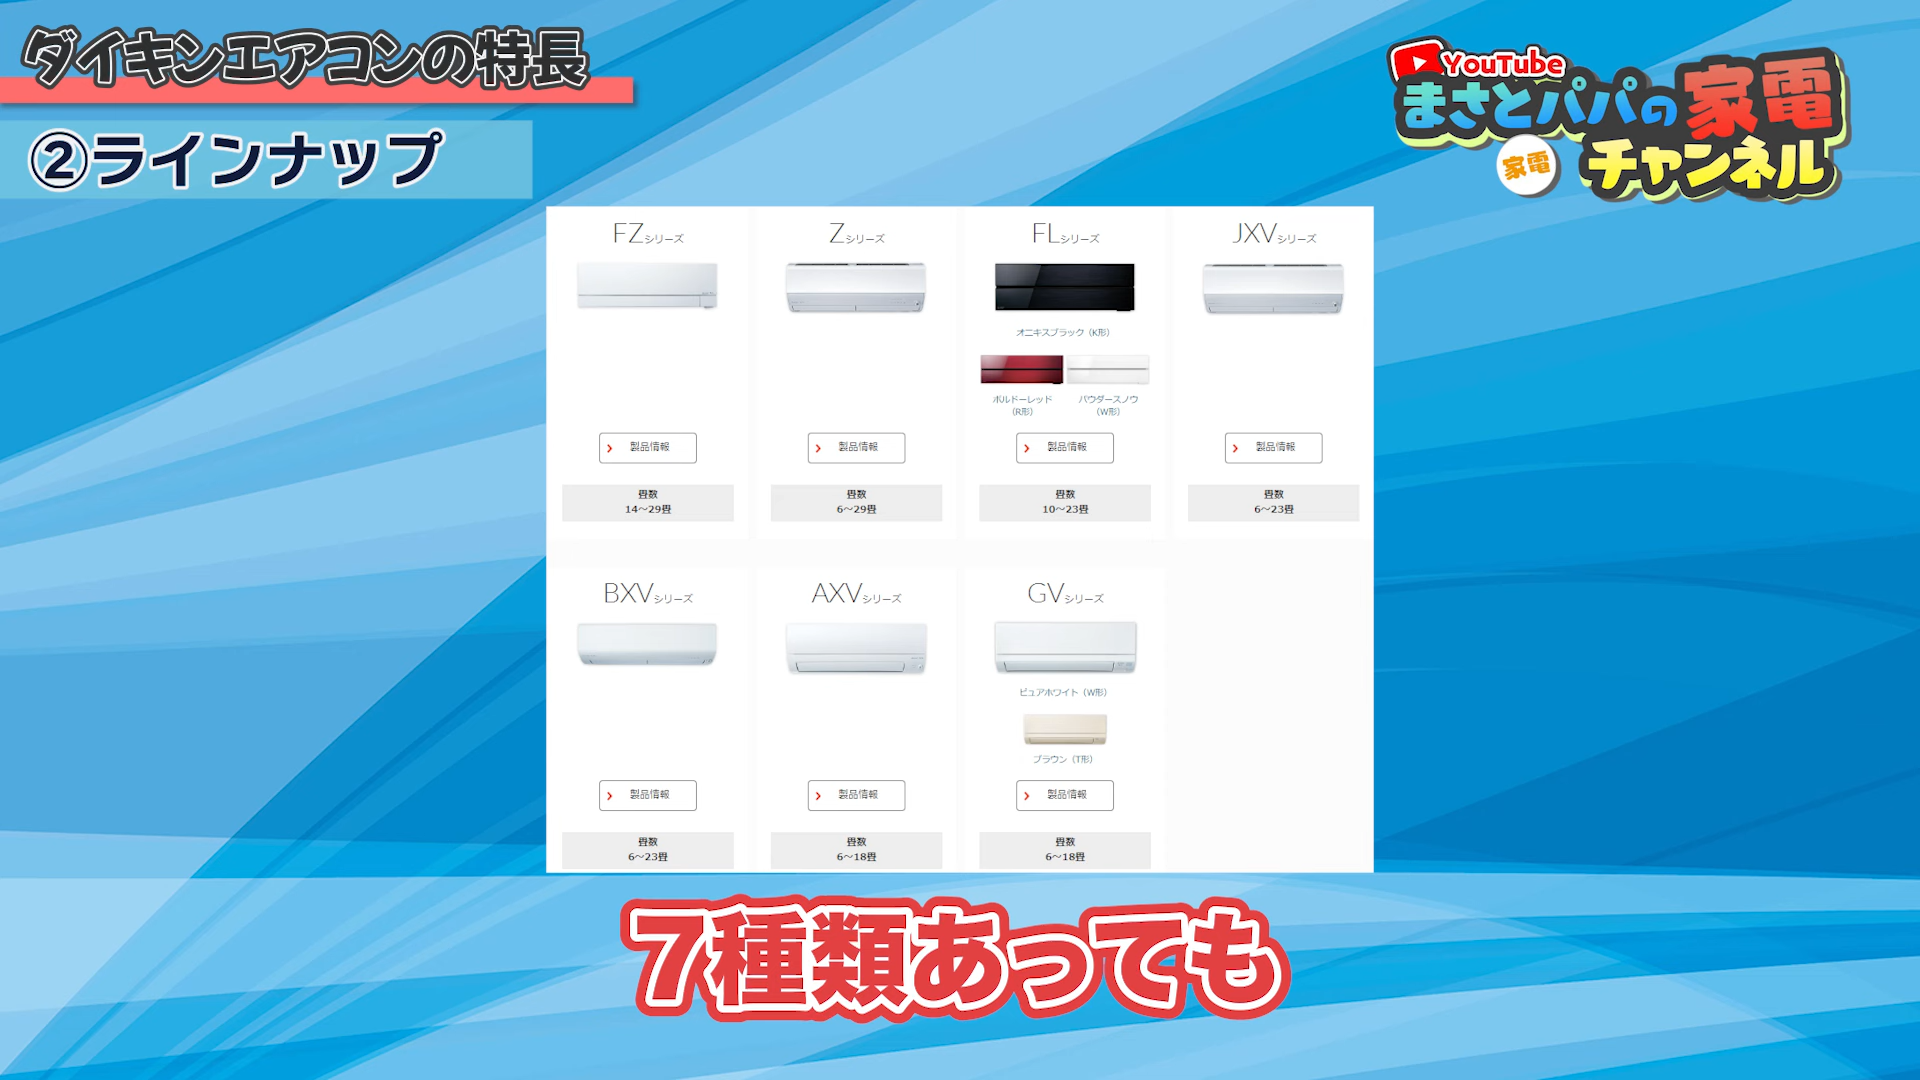 ダイキンエアコンの特長
②ラインナップ
YouTube
まさとパパの家電
家電
チャンネル
FZシリーズ
Zシリーズ
FLシリーズ
JXVシリーズ
オニキスブラック（K形）
ボルドーレッド
（R形）
パウダースノウ
（W形）
製品情報
製品情報
製品情報
製品情報
畳数
14～29畳
畳数
6～29畳
畳数
10～23畳
畳数
6～23畳
BXVシリーズ
AXVシリーズ
GVシリーズ
ピュアホワイト（W形）
ブラウン（T形）
製品情報
製品情報
製品情報
畳数
6～23畳
畳数
6～18畳
畳数
6～18畳
7種類あっても